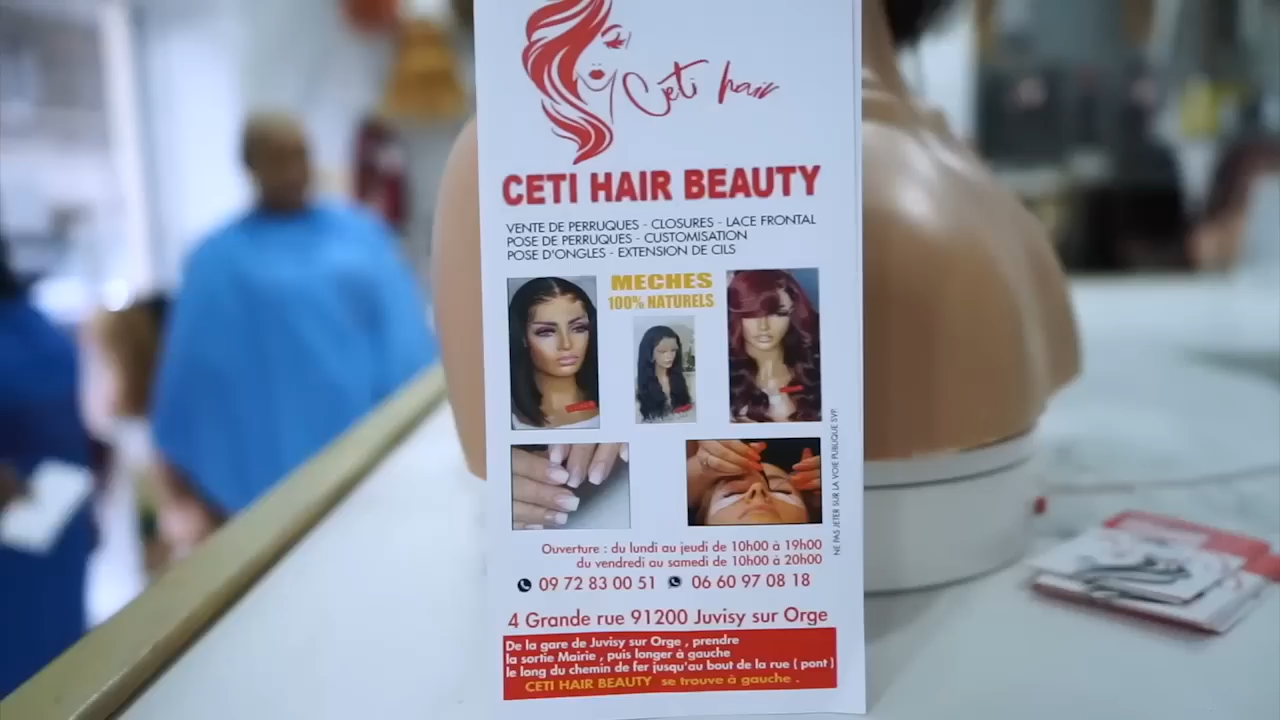 Ceti hair
CETI HAIR BEAUTY
VENTE DE PERRUQUES - CLOSURES - LACE FRONTAL
POSE DE PERRUQUES - CUSTOMISATION
POSE D'ONGLES - EXTENSION DE CILS
MECHES
100% NATURELS
NE PAS JETER SUR LA VOIE PUBLIQUE SVP.
Ouverture : du lundi au jeudi de 10h00 à 19h00
du vendredi au samedi de 10h00 à 20h00
09 72 83 00 51 06 60 97 08 18
4 Grande rue 91200 Juvisy sur Orge
De la gare de Juvisy sur Orge , prendre
la sortie Mairie , puis longer à gauche
le long du chemin de fer jusqu'au bout de la rue ( pont )
CETI HAIR BEAUTY se trouve à gauche .